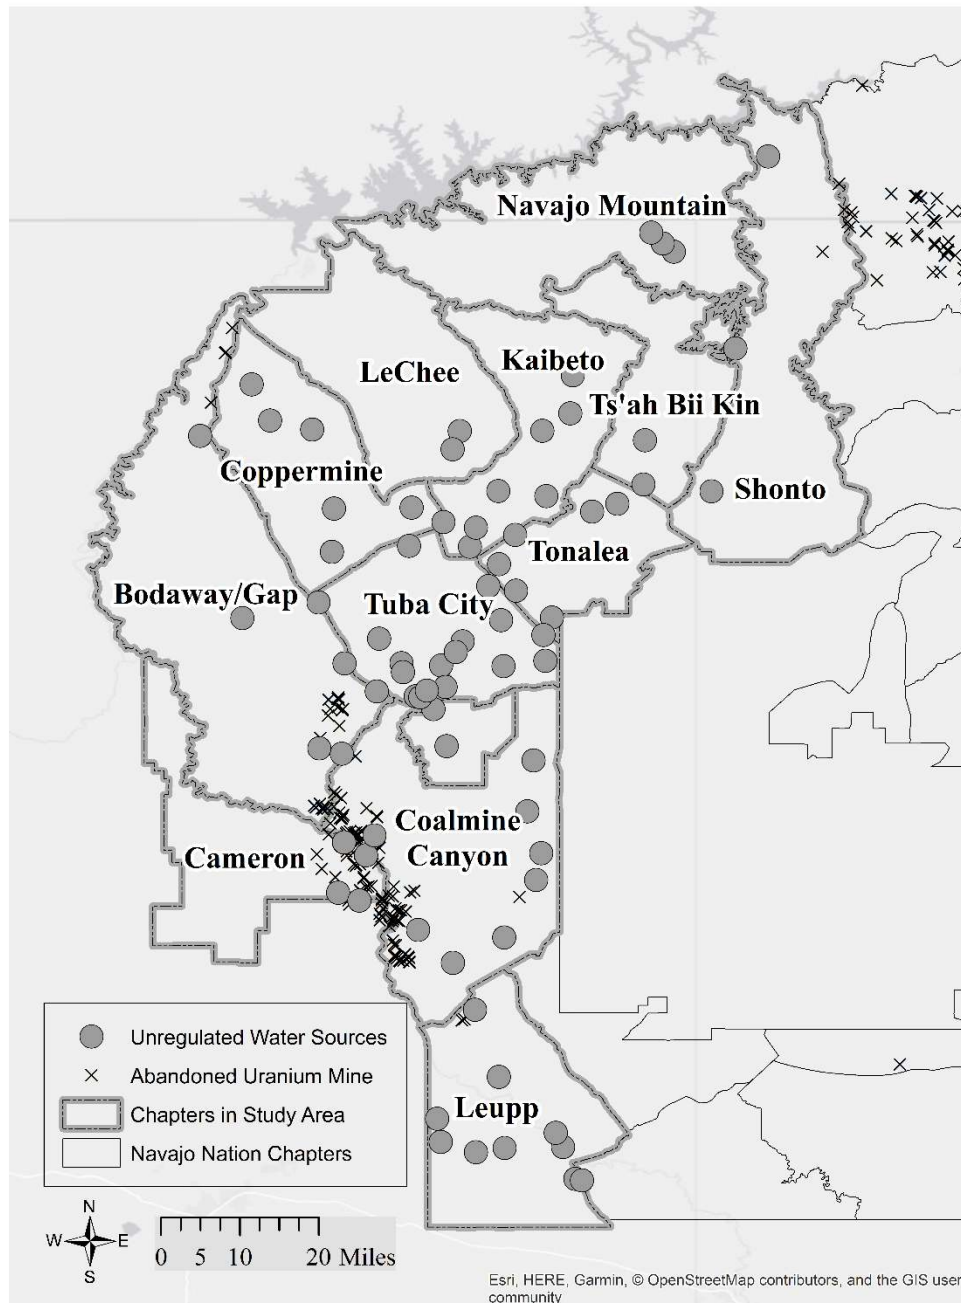 Navajo Mountain
LeChee
Kaibeto
Ts'ah Bii Kin
Coppermine
Shonto
Tonalea
Bodaway/Gap
Tuba City
Coalmine
Canyon
Cameron
Unregulated Water Sources
Abandoned Uranium Mine
Chapters in Study Area
Navajo Nation Chapters
Leupp
N
W E
S
0 5 10 20 Miles
Esri, HERE, Garmin, © OpenStreetMap contributors, and the GIS user
community